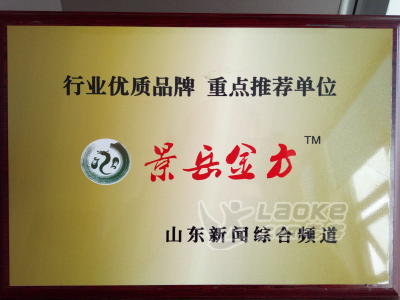 行业优质品牌 重点推荐单位
景岳金方™
Laoke
山东新闻综合频道